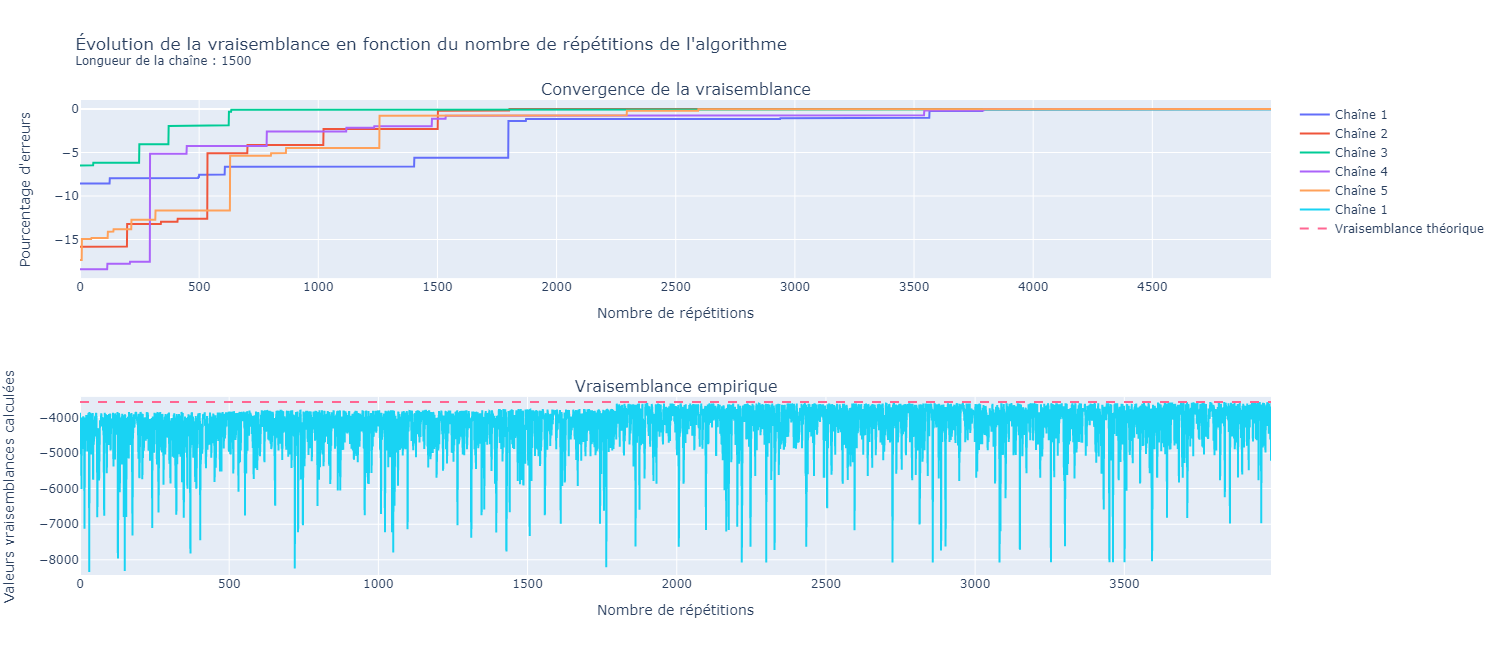 Évolution de la vraisemblance en fonction du nombre de répétitions de l'algorithme
Longueur de la chaîne : 1500
Convergence de la vraisemblance
Pourcentage d'erreurs
0
−5
−10
−15
0 500 1000 1500 2000 2500 3000 3500 4000 4500
Nombre de répétitions
Chaîne 1
Chaîne 2
Chaîne 3
Chaîne 4
Chaîne 5
Chaîne 1
Vraisemblance théorique
Vraisemblance empirique
Valeurs vraisemblances calculées
−4000
−5000
−6000
−7000
−8000
0 500 1000 1500 2000 2500 3000 3500
Nombre de répétitions